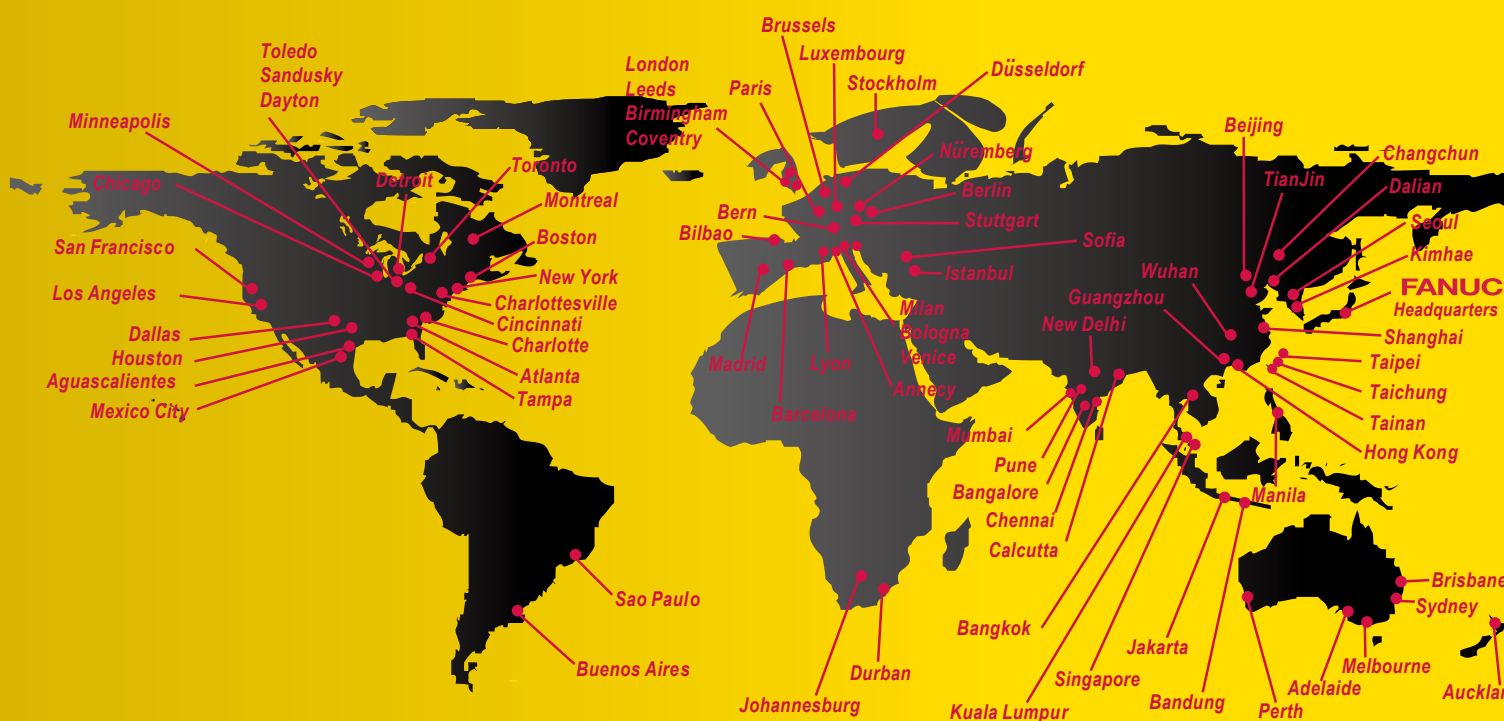 Toledo
Sandusky
Dayton
Minneapolis
Chicago
Detroit
Toronto
Montreal
Boston
San Francisco
Los Angeles
New York
Charlottesville
Cincinnati
Charlotte
Dallas
Houston
Aguascalientes
Mexico City
Atlanta
Tampa
Sao Paulo
Buenos Aires
London
Leeds
Birmingham
Coventry
Brussels
Luxembourg
Paris
Stockholm
Düsseldorf
Nüremberg
Berlin
Stuttgart
Bern
Bilbao
Sofia
Istanbul
Milan
Bologna
Venice
Madrid
Lyon
Annecy
Barcelona
Johannesburg
Durban
Beijing
TianJin
Changchun
Dalian
Seoul
Kimhae
FANUC
Headquarters
Wuhan
Guangzhou
New Delhi
Shanghai
Taipei
Taichung
Tainan
Hong Kong
Manila
Mumbai
Pune
Bangalore
Chennai
Calcutta
Bangkok
Kuala Lumpur
Singapore
Jakarta
Bandung
Perth
Adelaide
Melbourne
Sydney
Brisbane
Aucklan